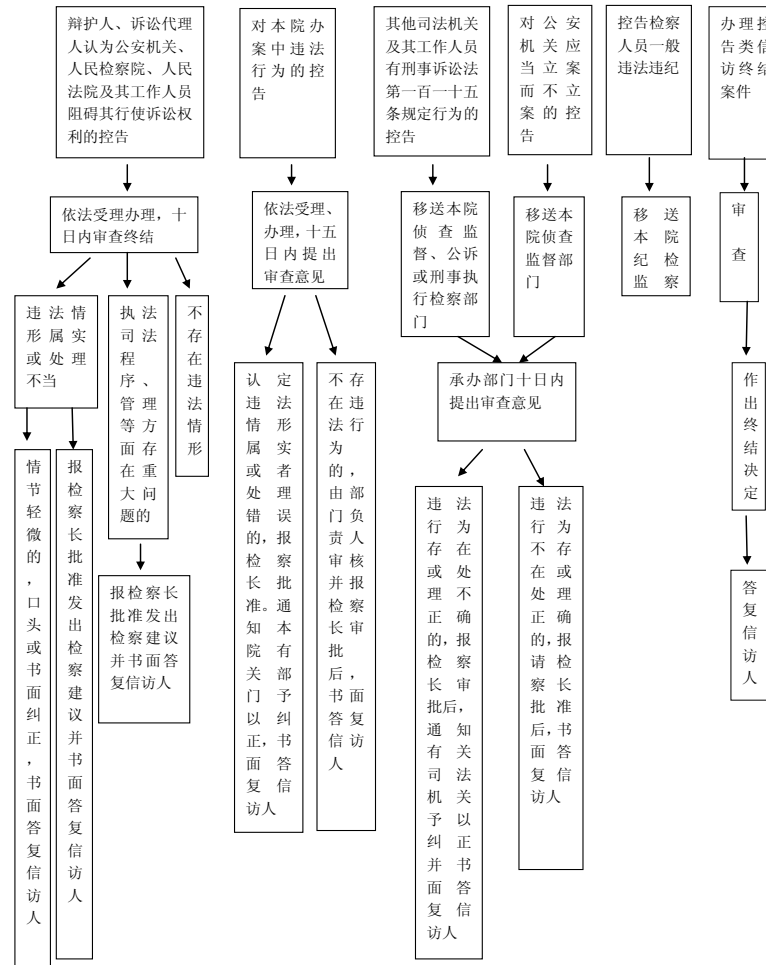 辩护人、诉讼代理
人认为公安机关、
人民检察院、人民
法院及其工作人员
阻碍其行使诉讼权
利的控告
对本院办
案中违法
行为的控
告
其他司法机关
及其工作人员
有刑事诉讼法
第一百一十五
条规定行为的
控告
对公安
机关应
当立案
而不立
案的控
告
控告检察
人员一般
违法违纪
办理控
告类信
访终结
案件
依法受理办理，十
日内审查终结
依法受理、
办理，十五
日内提出
审查意见
移送本院
侦查监
督、公诉
或刑事执
行检察部
门
移送本
院侦查
监督部
门
移送
本院
纪检
监察
审
查
违法情
形属实
或处理
不当
执法
司法
程
序、
管理
等方
面存
在重
大问
题的
不
存
在
违
法
情
形
认定
违法
情形
属实
或者
处理
错误
的，报
检察
长批
准。通
知本
院有
关部
门予
以纠
正，书
面答
复信
访人
不存
在违
法行
为
的，
由部
门负
责人
审核
并报
检察
长审
批
后，
书面
答复
信访
人
承办部门十日内
提出审查意见
作
出
终
结
决
定
情
节
轻
微
的
，
口
头
或
书
面
纠
正
，
书
面
答
复
信
访
人
报
检
察
长
批
准
发
出
检
察
建
议
并
书
面
答
复
信
访
人
报检察长
批准发出
检察建议
并书面答
复信访人
违法
行为
存在
或处
理不
正确
的，报
检察
长审
批后，
通知
有关
司法
机关
予以
纠正
并书
面答
复信
访人
违法
行为
不存
在或
处理
正确
的，报
请检
察长
批准
后，书
面答
复信
访人
答
复
信
访
人